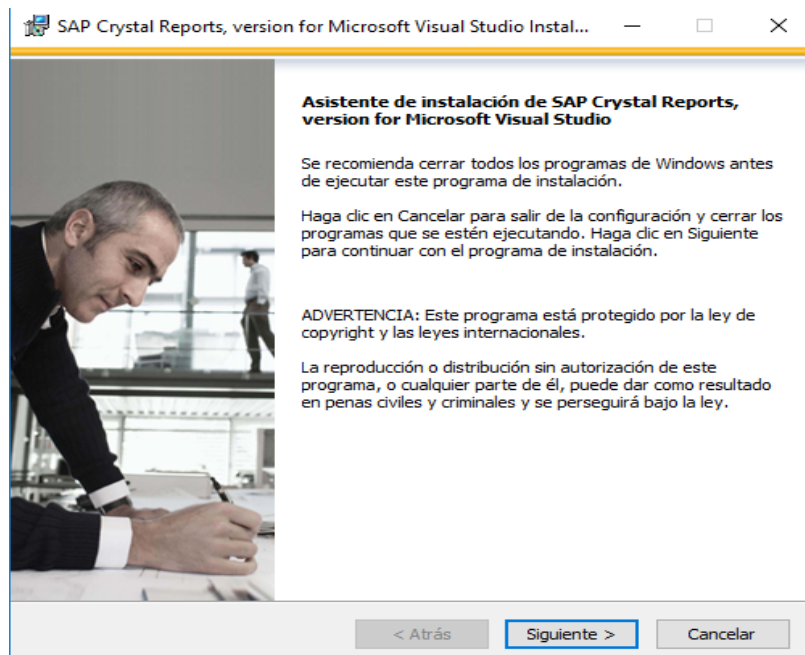 SAP Crystal Reports, version for Microsoft Visual Studio Instal...
Asistente de instalación de SAP Crystal Reports,
version for Microsoft Visual Studio
Se recomienda cerrar todos los programas de Windows antes
de ejecutar este programa de instalación.
Haga clic en Cancelar para salir de la configuración y cerrar los
programas que se estén ejecutando. Haga clic en Siguiente
para continuar con el programa de instalación.
ADVERTENCIA: Este programa está protegido por la ley de
copyright y las leyes internacionales.
La reproducción o distribución sin autorización de este
programa, o cualquier parte de él, puede dar como resultado
en penas civiles y criminales y se perseguirá bajo la ley.
< Atrás
Siguiente >
Cancelar